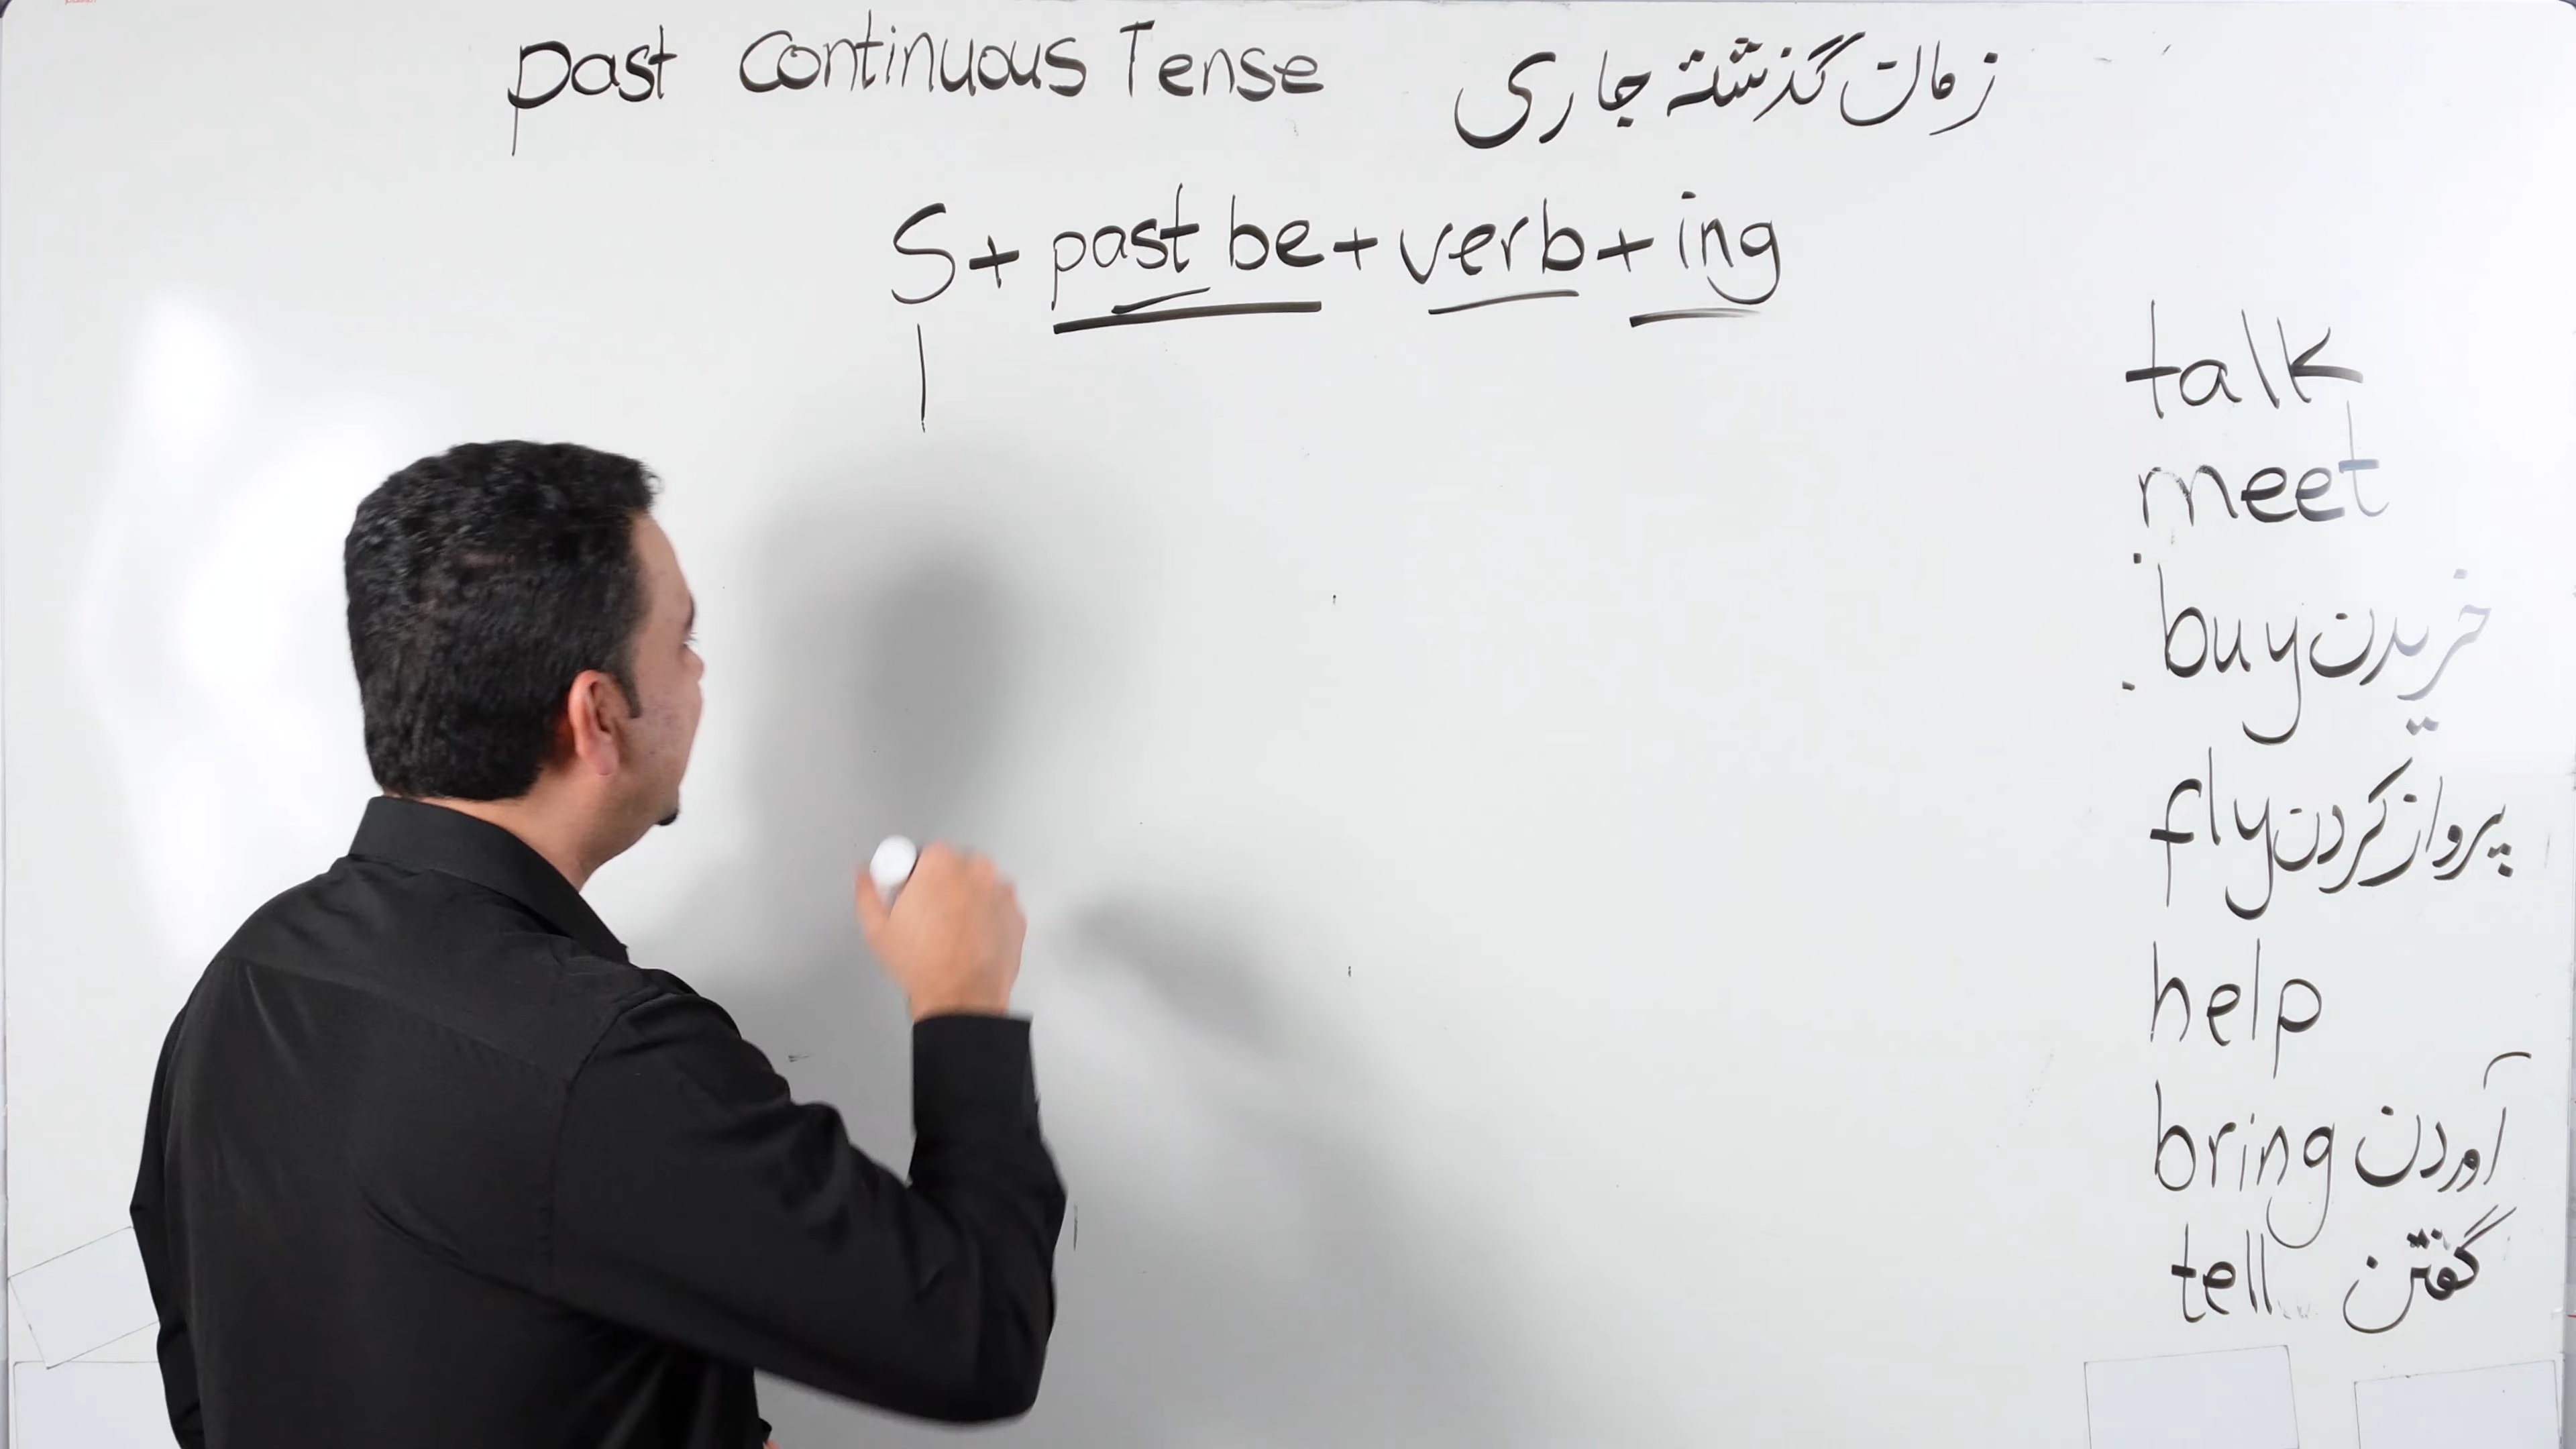 past Continuous Tense زمان گذشته جاری
S + past be + verb + ing
I
talk
meet
buy خریدن
fly پرواز کردن
help
bring آوردن
tell گفتن